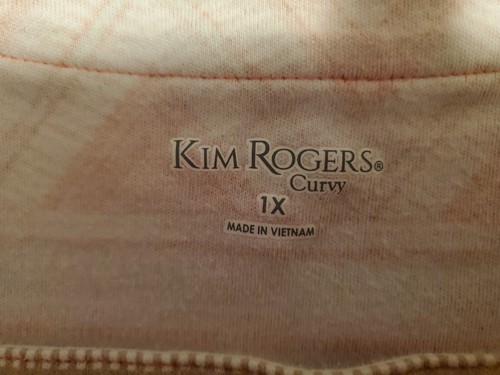 KIM ROGERS®
Curvy
1X
MADE IN VIETNAM